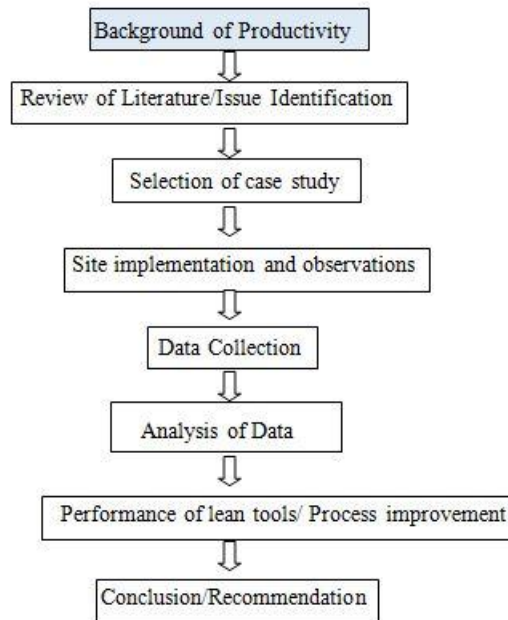 Background of Productivity
Review of Literature/Issue Identification
Selection of case study
Site implementation and observations
Data Collection
Analysis of Data
Performance of lean tools/ Process improvement
Conclusion/Recommendation